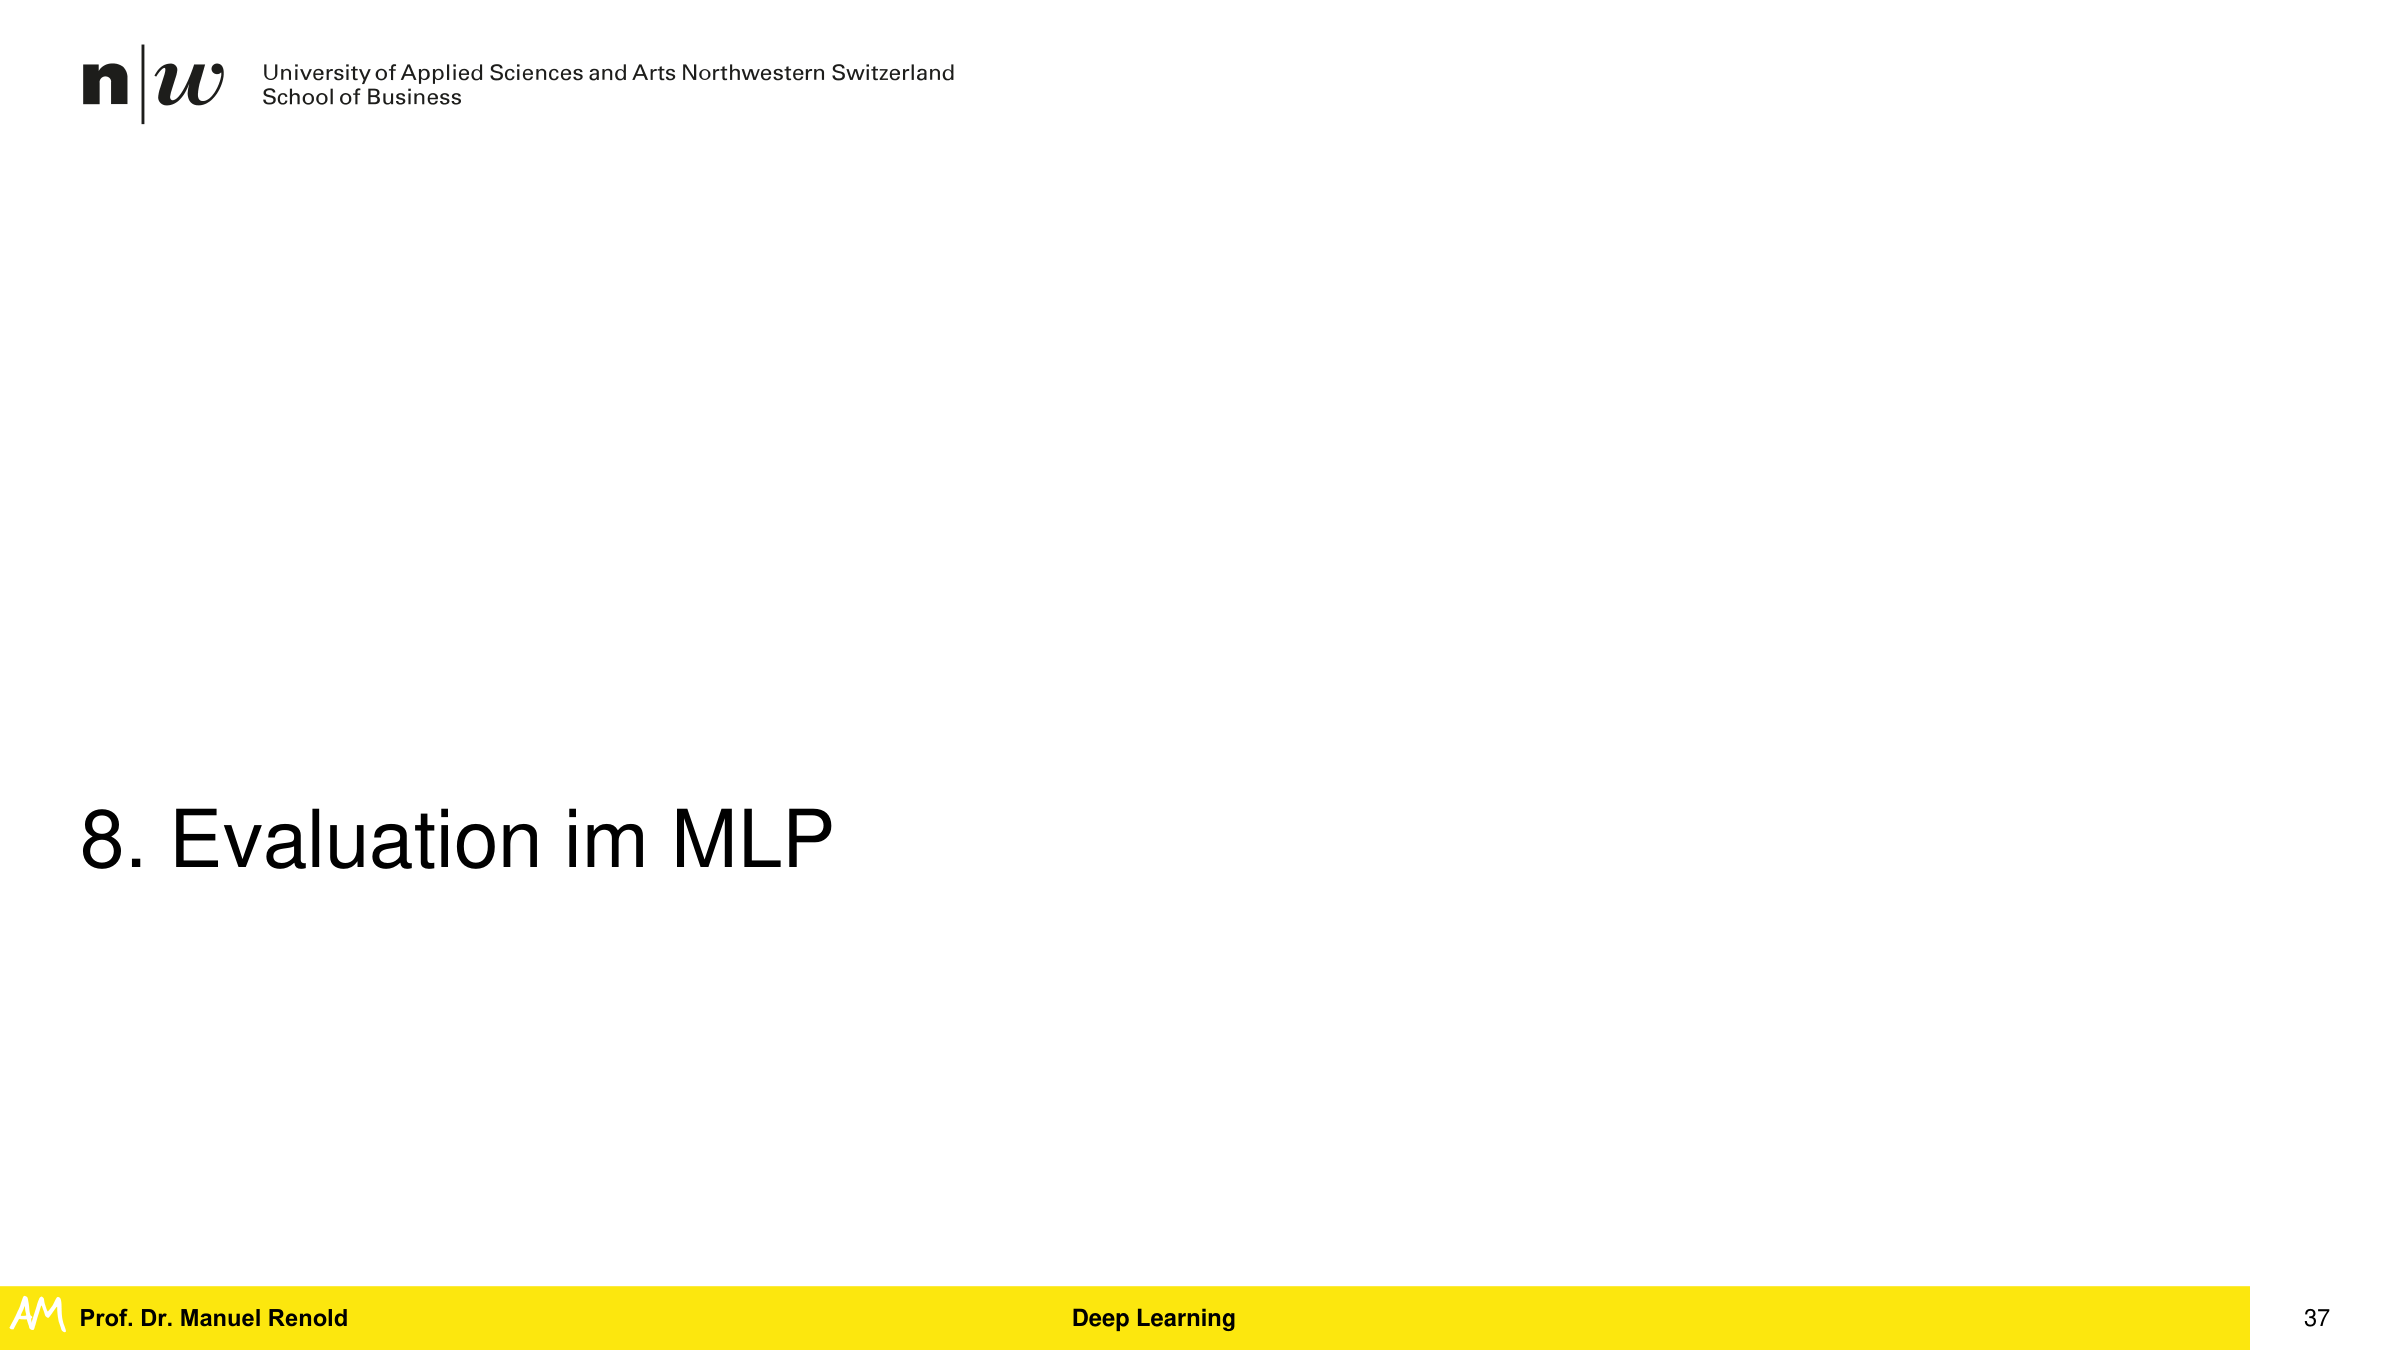 n|w
University of Applied Sciences and Arts Northwestern Switzerland
School of Business
8. Evaluation im MLP
AM
Prof. Dr. Manuel Renold
Deep Learning
37